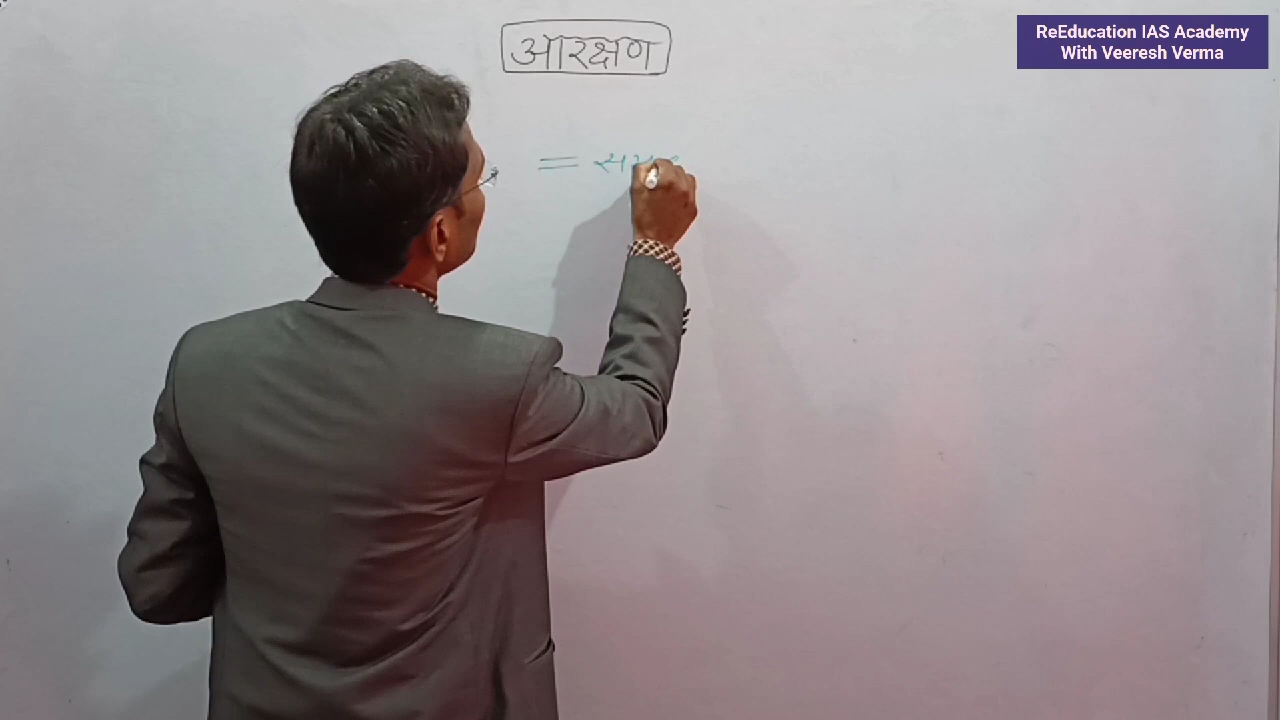 आरक्षण
ReEducation IAS Academy
With Veeresh Verma
=